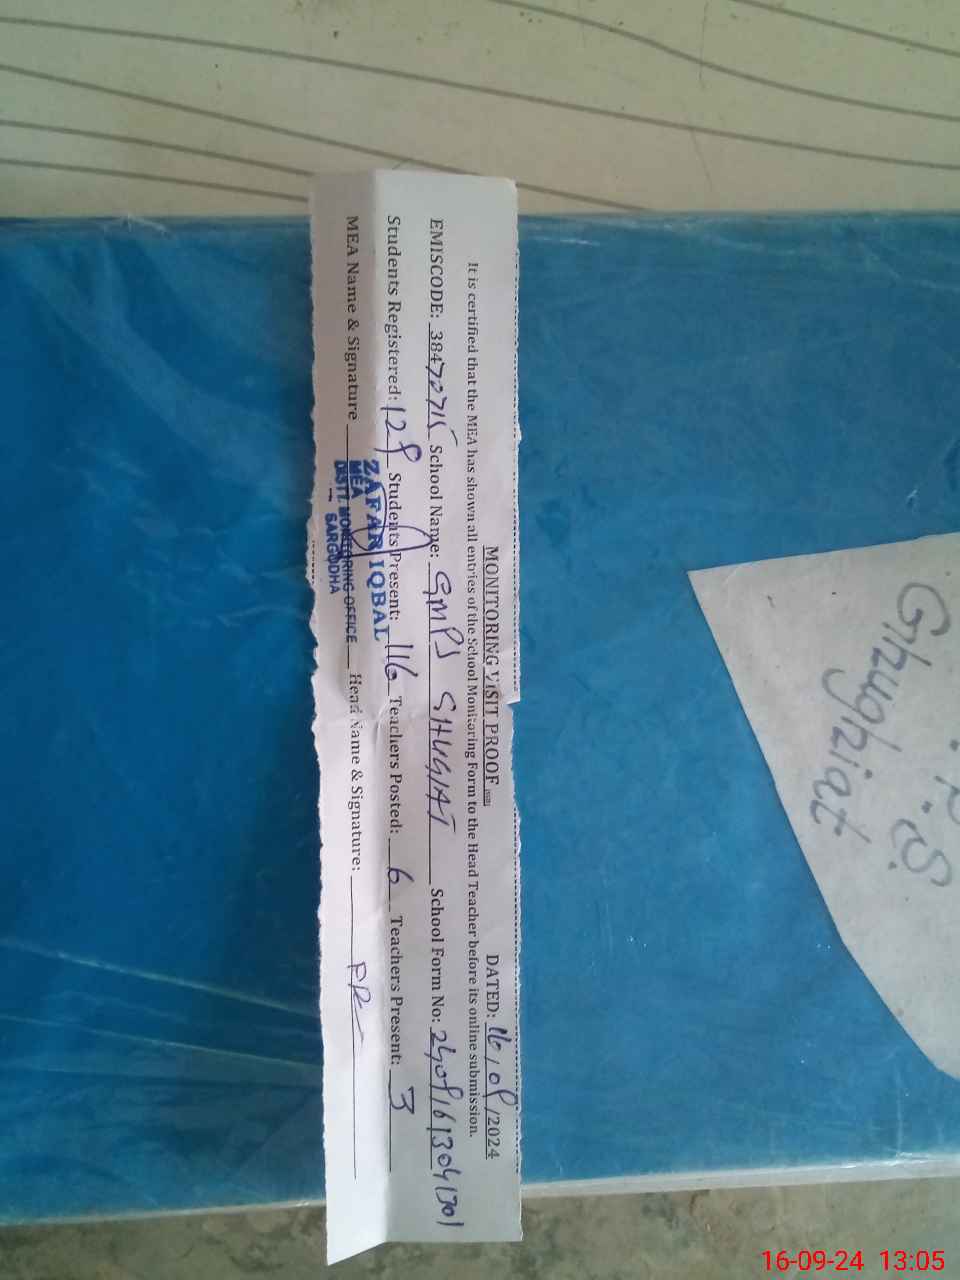 MONITORING VISIT PROOF DATED: 16/09/2024
It is certified that the MEA has shown all entries of the School Monitoring Form to the Head Teacher before its online submission.
EMISCODE: 38470715 School Name: GMPS GHUGIAT School Form No:
Students Registered: 129 Students Present: 116 Teachers Posted: 6 Teachers Present: 3
MEA Name & Signature Head Name & Signature:
ZAFAR IQBAL
MEA
DISTT. MONITORING OFFICE
SARGODHA
Ghughiat
16-09-24 13:05